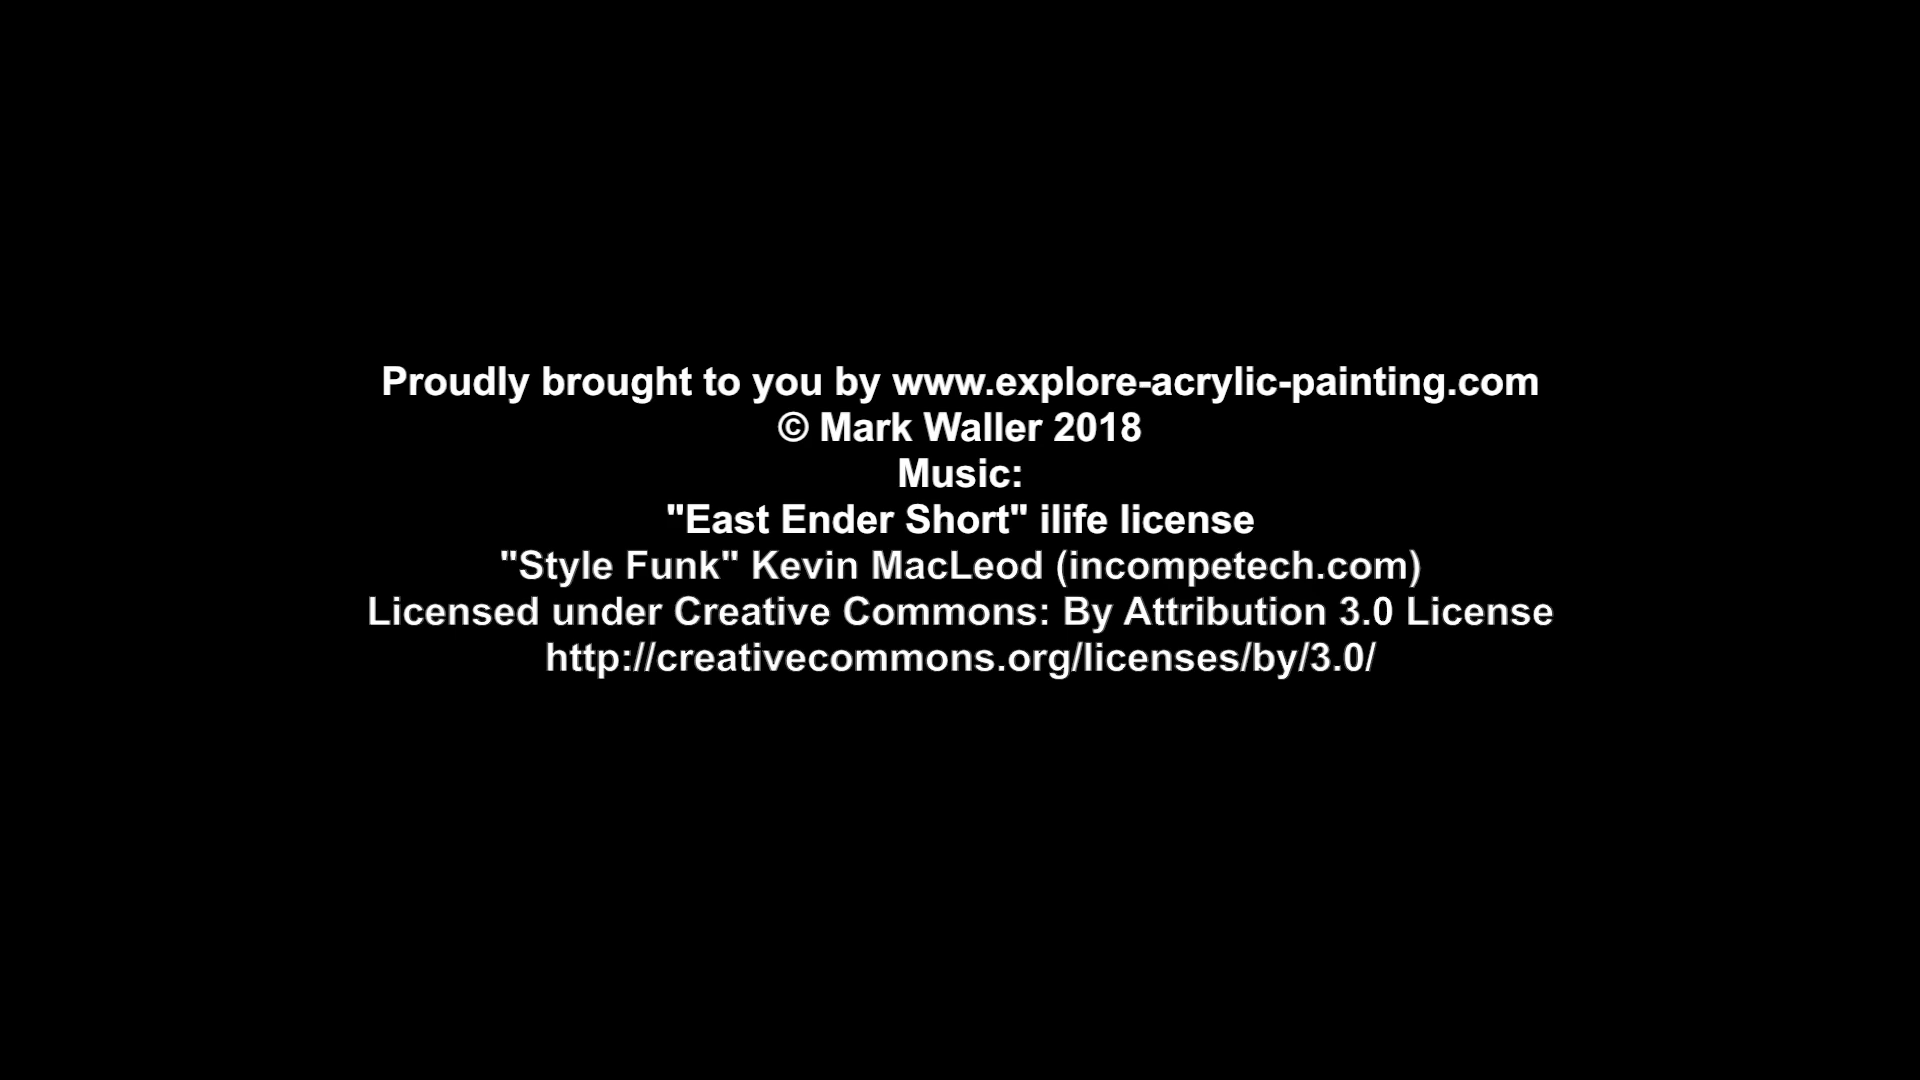 Proudly brought to you by www.explore-acrylic-painting.com
© Mark Waller 2018
Music:
"East Ender Short" ilife license
"Style Funk" Kevin MacLeod (incompetech.com)
Licensed under Creative Commons: By Attribution 3.0 License
http://creativecommons.org/licenses/by/3.0/